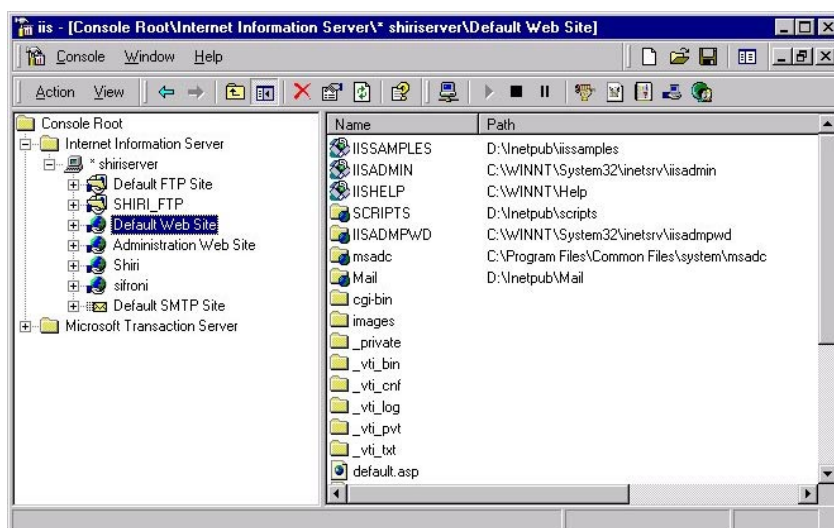 iis - [Console Root\Internet Information Server\* shiriserver\Default Web Site]
Console Window Help
Action View
Console Root
Internet Information Server
* shiriserver
Default FTP Site
SHIRI_FTP
Default Web Site
Administration Web Site
Shiri
sifroni
Default SMTP Site
Microsoft Transaction Server
Name Path
IISSAMPLES D:\Inetpub\iissamples
IISADMIN C:\WINNT\System32\inetsrv\iisadmin
IISHELP C:\WINNT\Help
SCRIPTS D:\Inetpub\scripts
IISADMPWD C:\WINNT\System32\inetsrv\iisadmpwd
msadc C:\Program Files\Common Files\system\msadc
Mail D:\Inetpub\Mail
cgi-bin
images
_private
_vti_bin
_vti_cnf
_vti_log
_vti_pvt
_vti_txt
default.asp